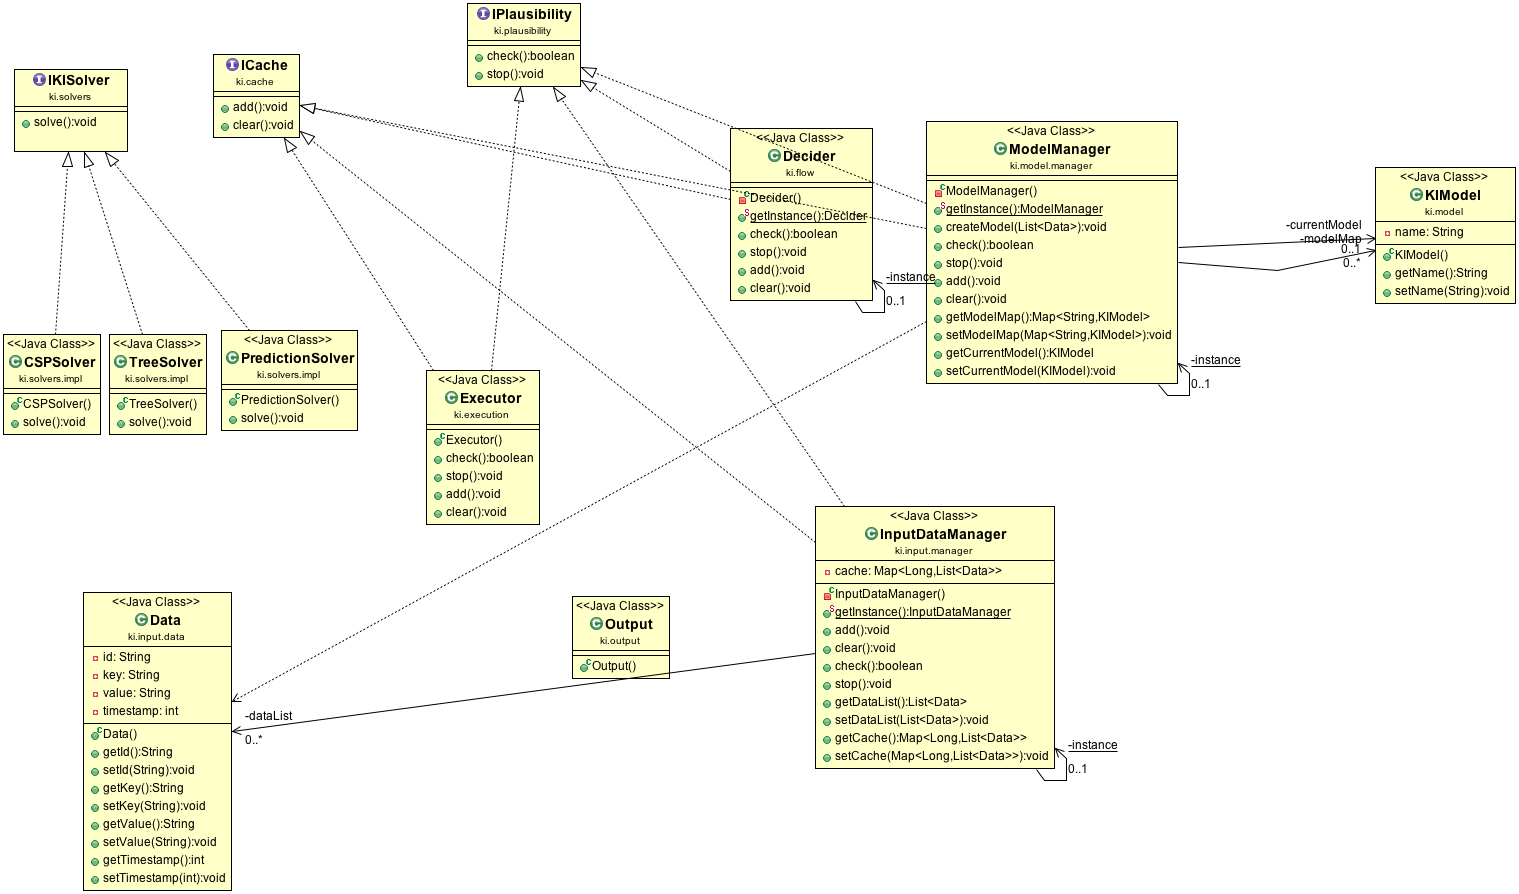 IPlausibility
ki.plausibility
check():boolean
stop():void
ICache
ki.cache
add():void
clear():void
IKISolver
ki.solvers
solve():void
<<Java Class>>
Decider
ki.flow
Decider()
getInstance():Decider
check():boolean
stop():void
add():void
clear():void
-instance
0..1
<<Java Class>>
ModelManager
ki.model.manager
ModelManager()
getInstance():ModelManager
createModel(List<Data>):void
check():boolean
stop():void
add():void
clear():void
getModelMap():Map<String,KIModel>
setModelMap(Map<String,KIModel>):void
getCurrentModel():KIModel
setCurrentModel(KIModel):void
-instance
0..1
-currentModel
-modelMap
0..1
0..*
<<Java Class>>
KIModel
ki.model
name: String
KIModel()
getName():String
setName(String):void
<<Java Class>>
CSPSolver
ki.solvers.impl
CSPSolver()
solve():void
<<Java Class>>
TreeSolver
ki.solvers.impl
TreeSolver()
solve():void
<<Java Class>>
PredictionSolver
ki.solvers.impl
PredictionSolver()
solve():void
<<Java Class>>
Executor
ki.execution
Executor()
check():boolean
stop():void
add():void
clear():void
<<Java Class>>
InputDataManager
ki.input.manager
cache: Map<Long,List<Data>>
InputDataManager()
getInstance():InputDataManager
add():void
clear():void
check():boolean
stop():void
getDataList():List<Data>
setDataList(List<Data>):void
getCache():Map<Long,List<Data>>
setCache(Map<Long,List<Data>>):void
-instance
0..1
<<Java Class>>
Output
ki.output
Output()
<<Java Class>>
Data
ki.input.data
id: String
key: String
value: String
timestamp: int
Data()
getId():String
setId(String):void
getKey():String
setKey(String):void
getValue():String
setValue(String):void
getTimestamp():int
setTimestamp(int):void
-dataList
0..*